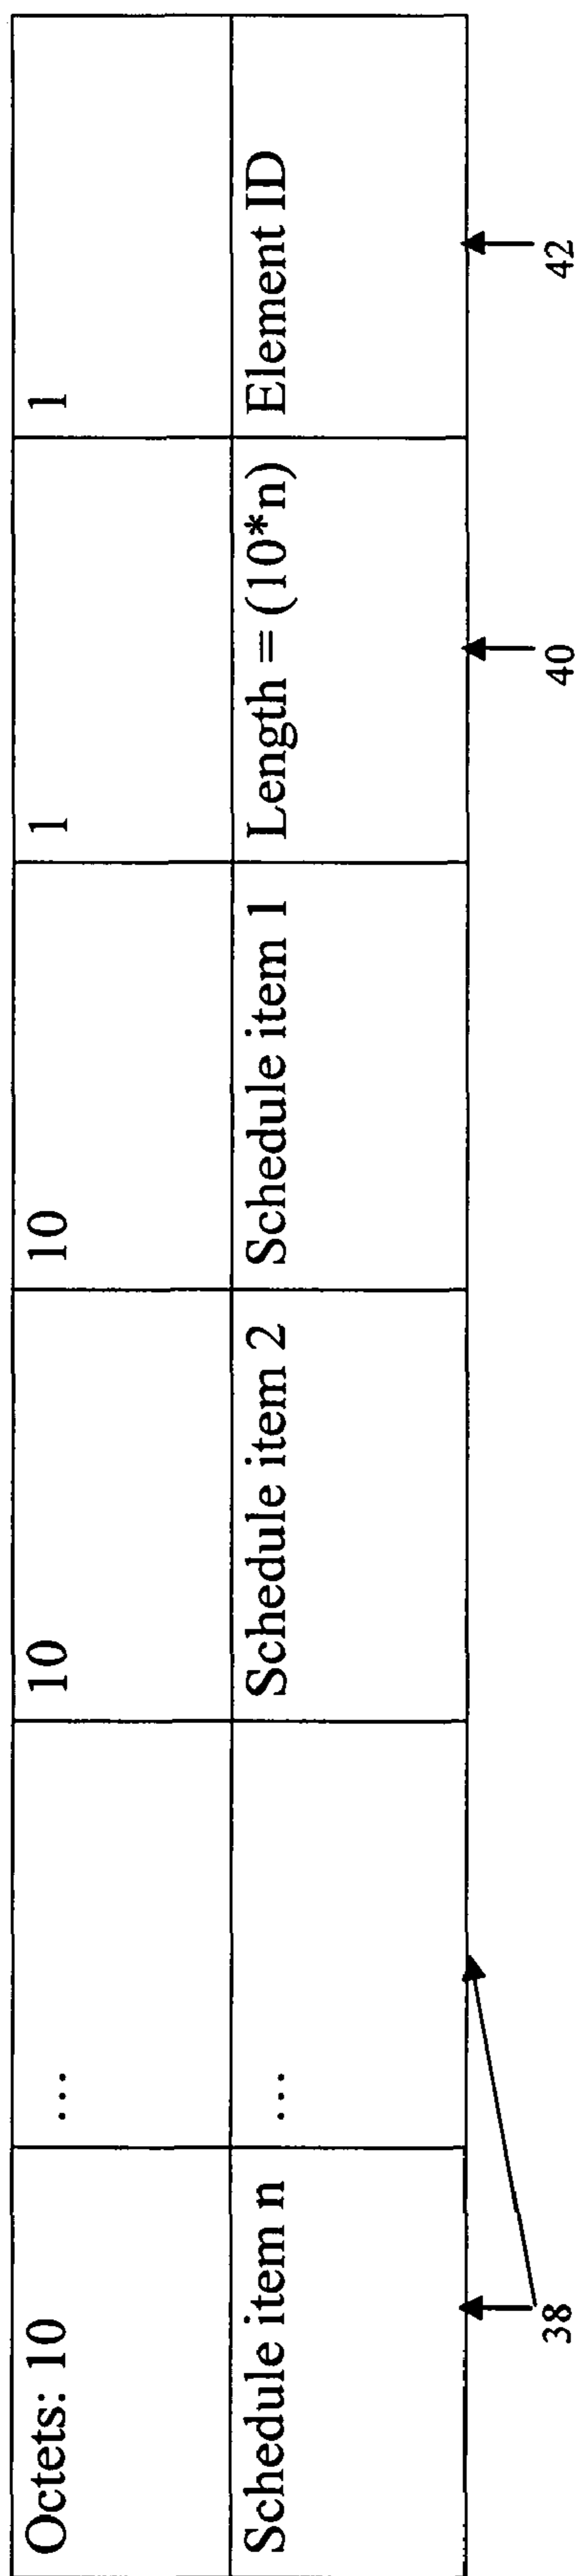 Octets: 10 … 10 10 1 1
Schedule item n … Schedule item 2 Schedule item 1 Length = (10*n) Element ID
38 40 42